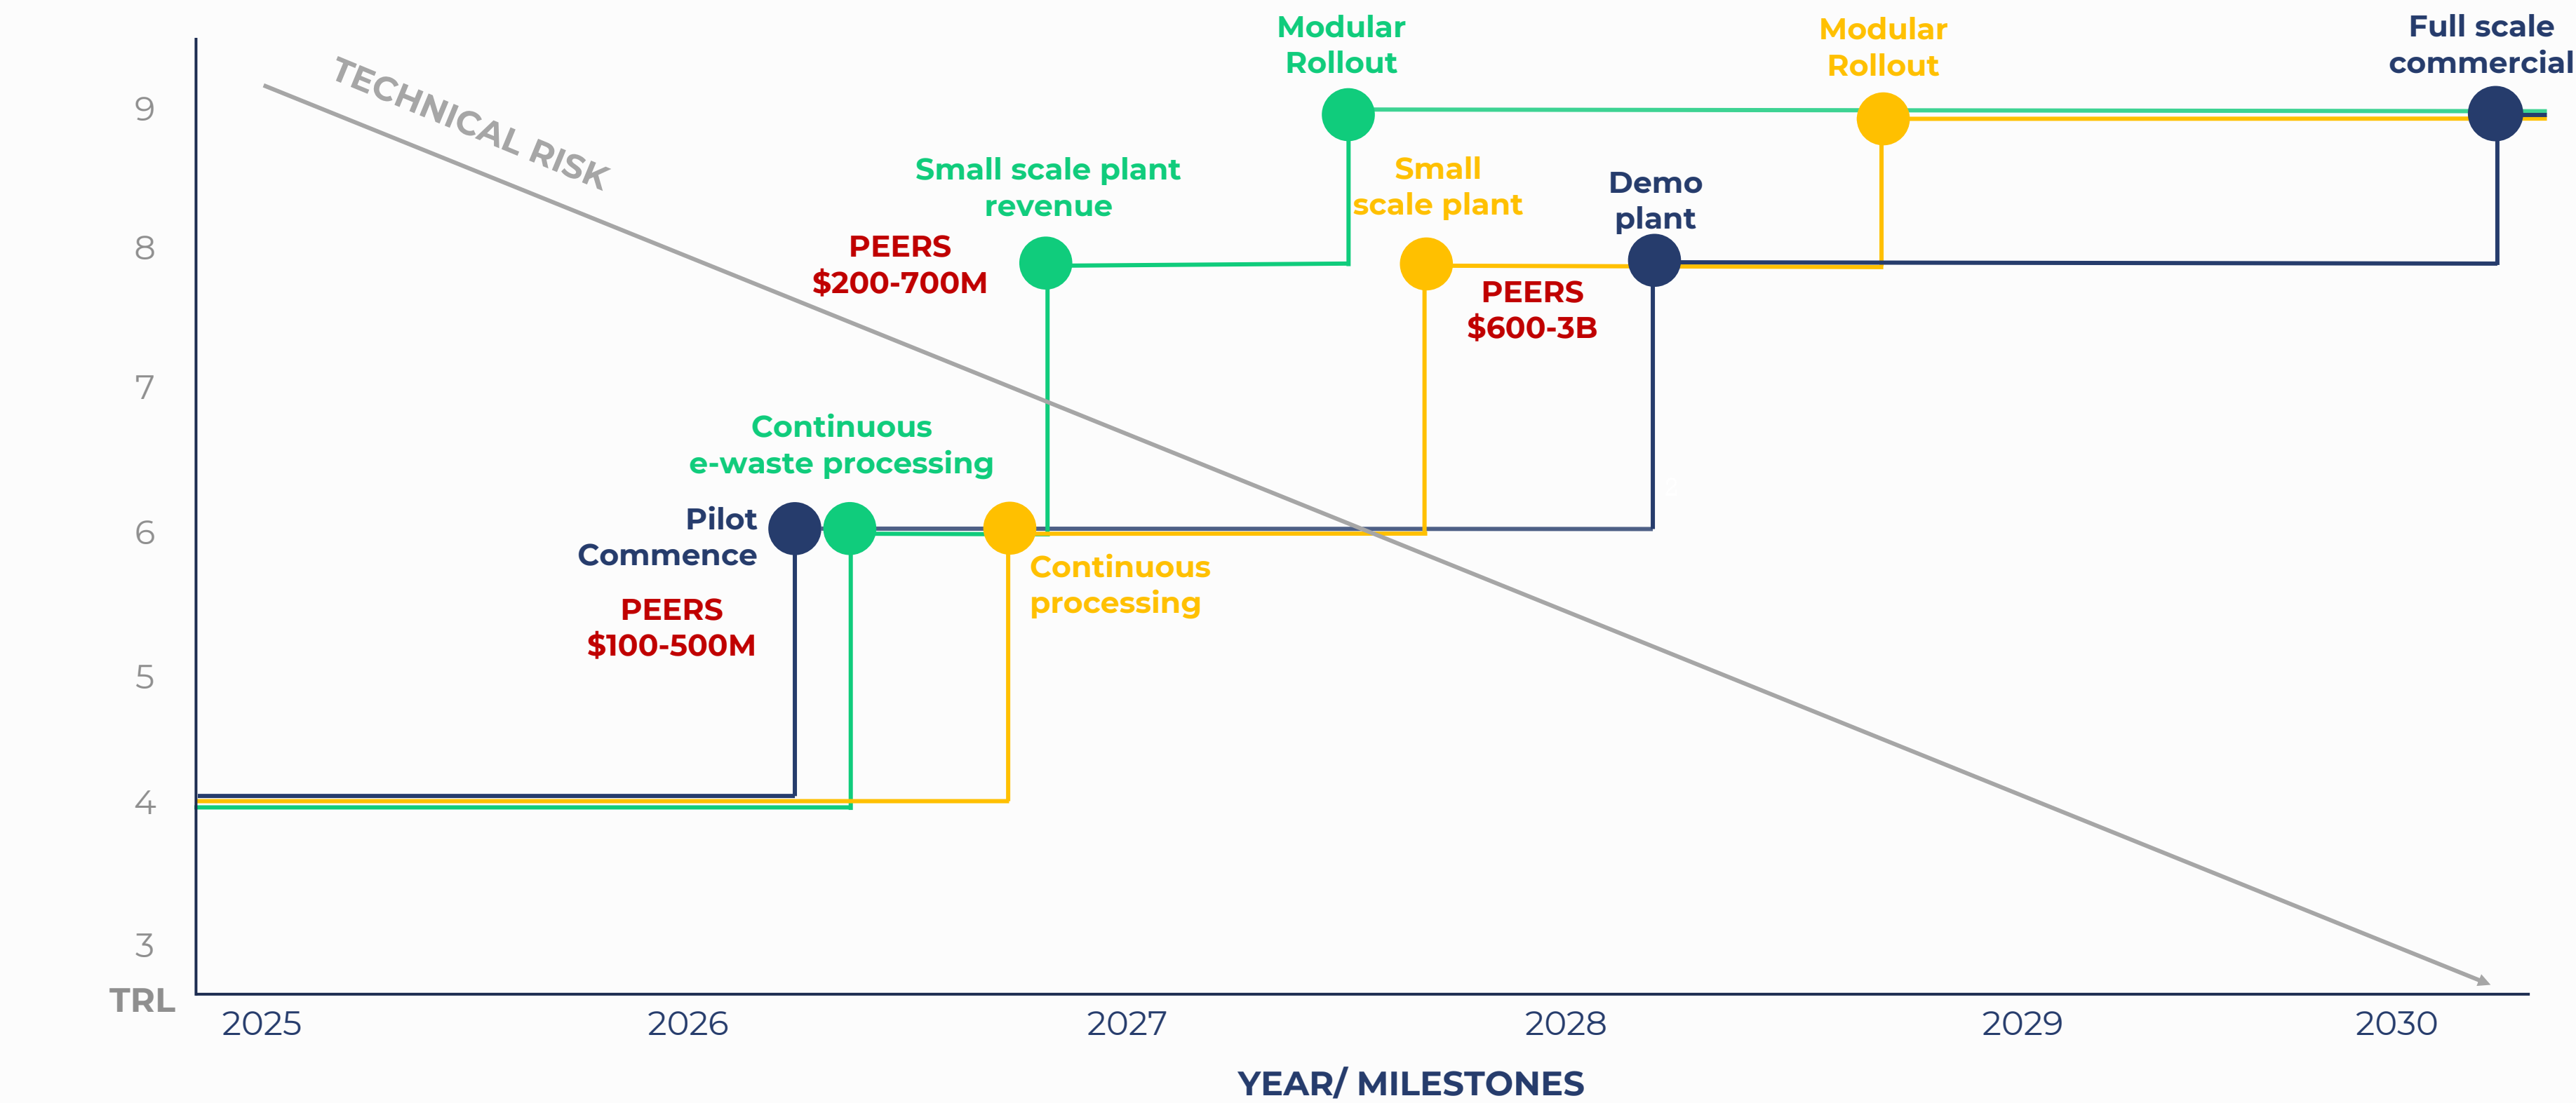 Modular
Rollout
Modular
Rollout
Full scale
commercial
TECHNICAL RISK
9
Small scale plant
revenue
Small
scale plant
Demo
plant
8
PEERS
$200-700M
PEERS
$600-3B
7
Continuous
e-waste processing
6
Pilot
Commence
Continuous
processing
PEERS
$100-500M
5
4
3
TRL
2025
2026
2027
2028
2029
2030
YEAR/ MILESTONES